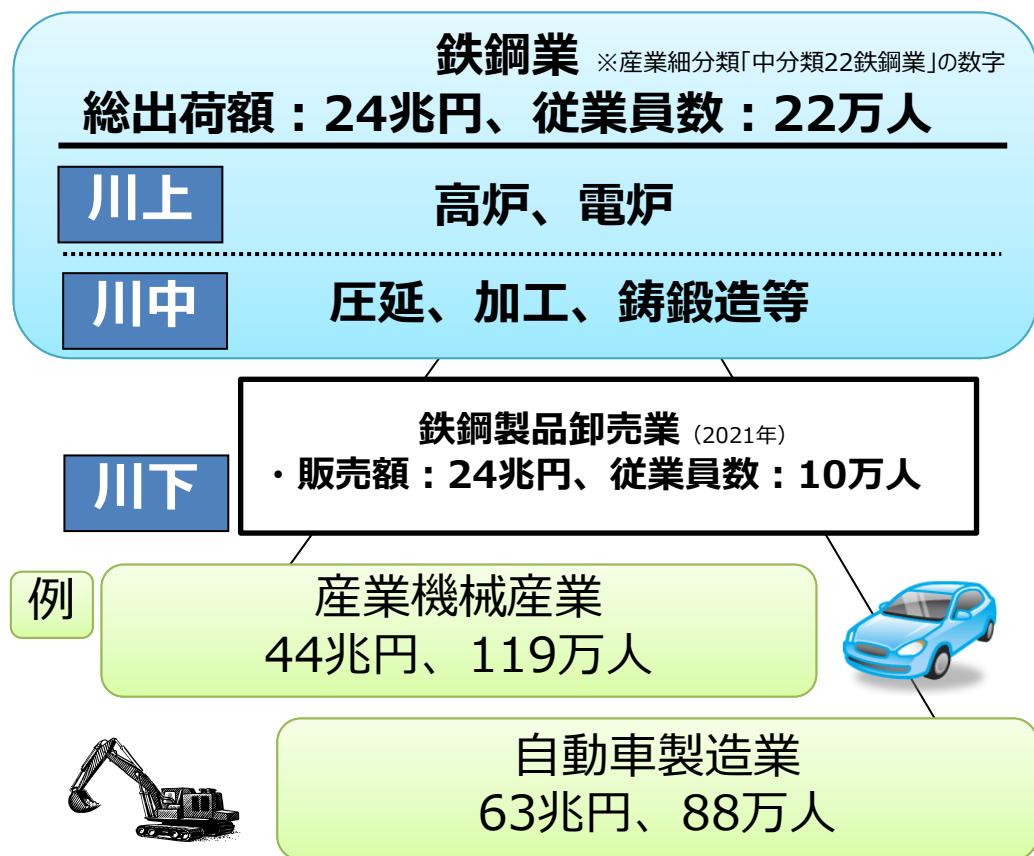 鉄鋼業 ※産業細分類「中分類22鉄鋼業」の数字
総出荷額：24兆円、従業員数：22万人
川上
高炉、電炉
川中
圧延、加工、鋳鍛造等
鉄鋼製品卸売業（2021年）
・販売額：24兆円、従業員数：10万人
川下
例
産業機械産業
44兆円、119万人
自動車製造業
63兆円、88万人